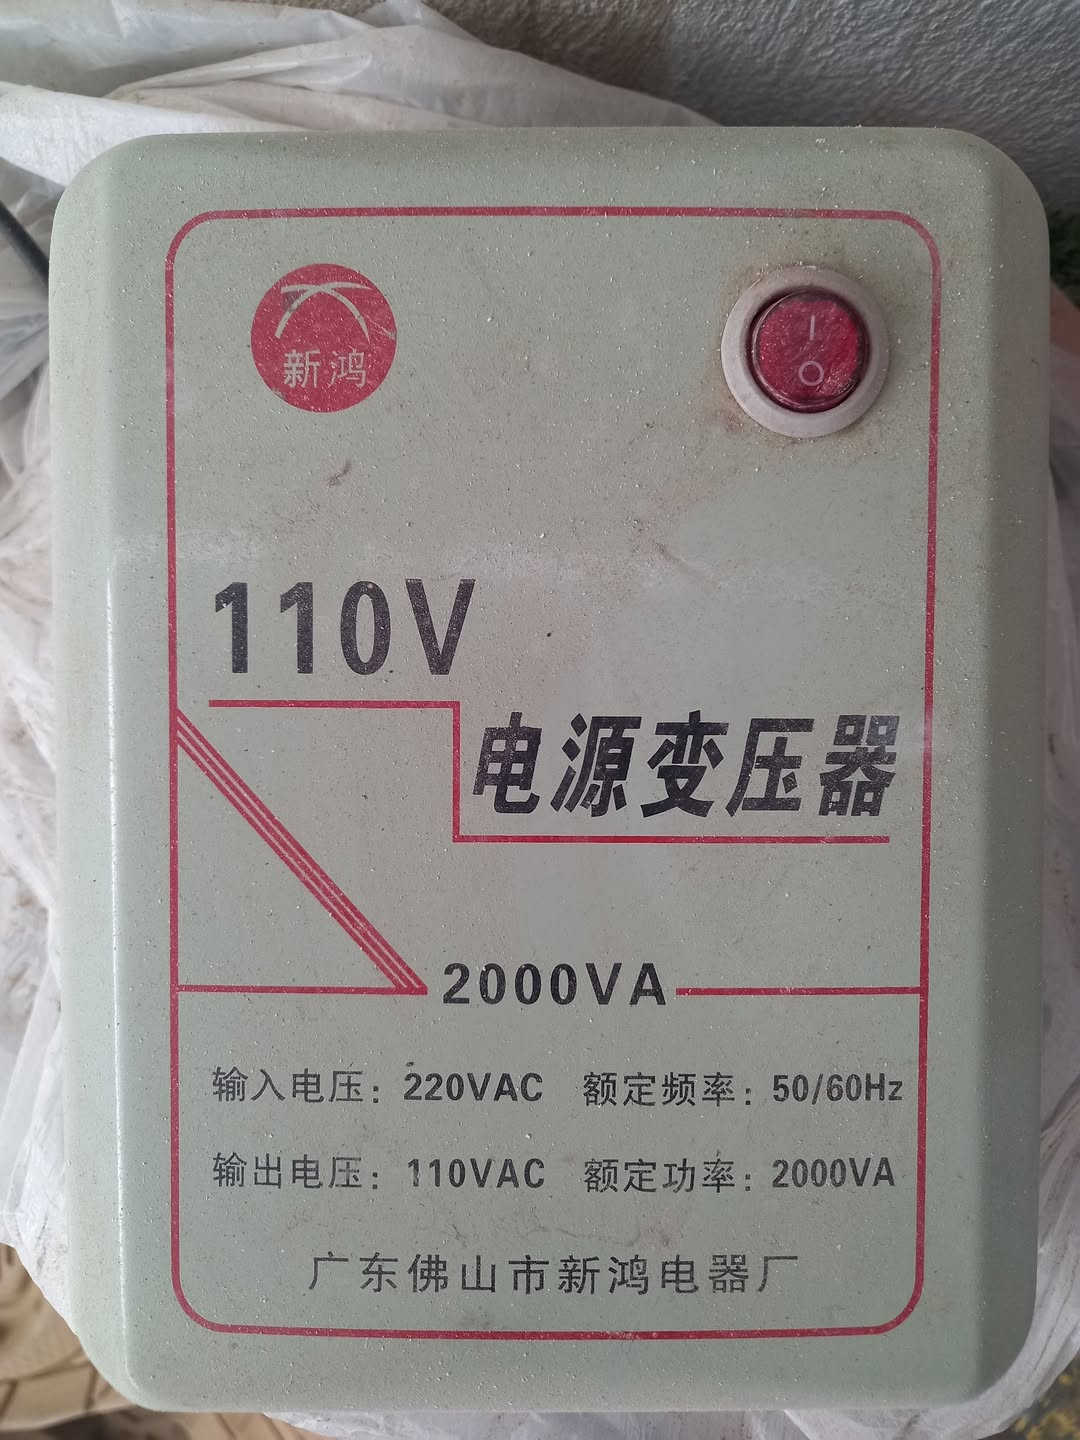 新鸿
110V
电源变压器
2000VA
输入电压：220VAC 额定频率：50/60Hz
输出电压：110VAC 额定功率：2000VA
广东佛山市新鸿电器厂